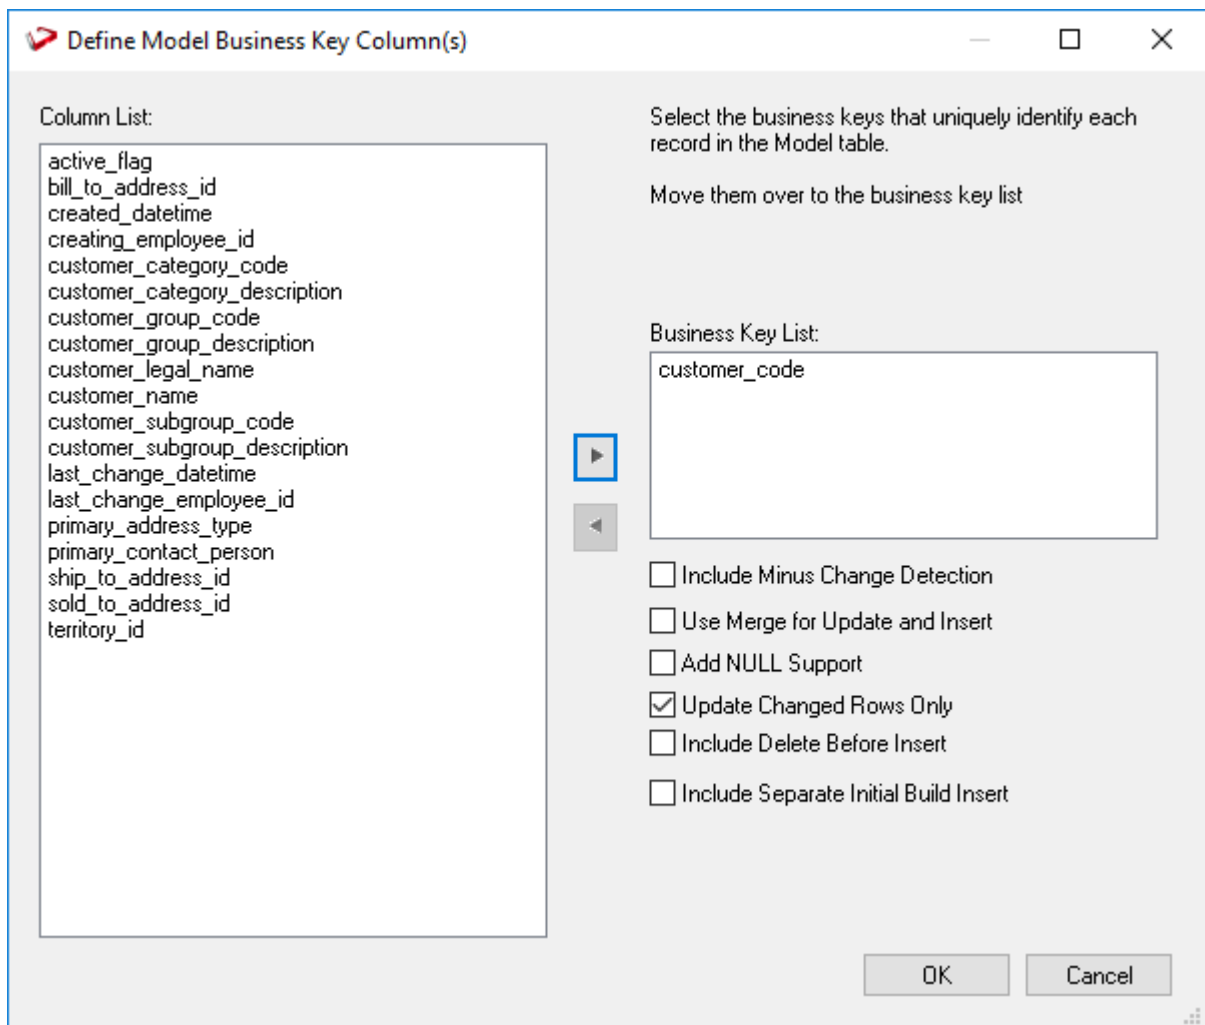 Define Model Business Key Column(s)
Column List:
active_flag
bill_to_address_id
created_datetime
creating_employee_id
customer_category_code
customer_category_description
customer_group_code
customer_group_description
customer_legal_name
customer_name
customer_subgroup_code
customer_subgroup_description
last_change_datetime
last_change_employee_id
primary_address_type
primary_contact_person
ship_to_address_id
sold_to_address_id
territory_id
Select the business keys that uniquely identify each
record in the Model table.
Move them over to the business key list
Business Key List:
customer_code
Include Minus Change Detection
Use Merge for Update and Insert
Add NULL Support
Update Changed Rows Only
Include Delete Before Insert
Include Separate Initial Build Insert
OK
Cancel